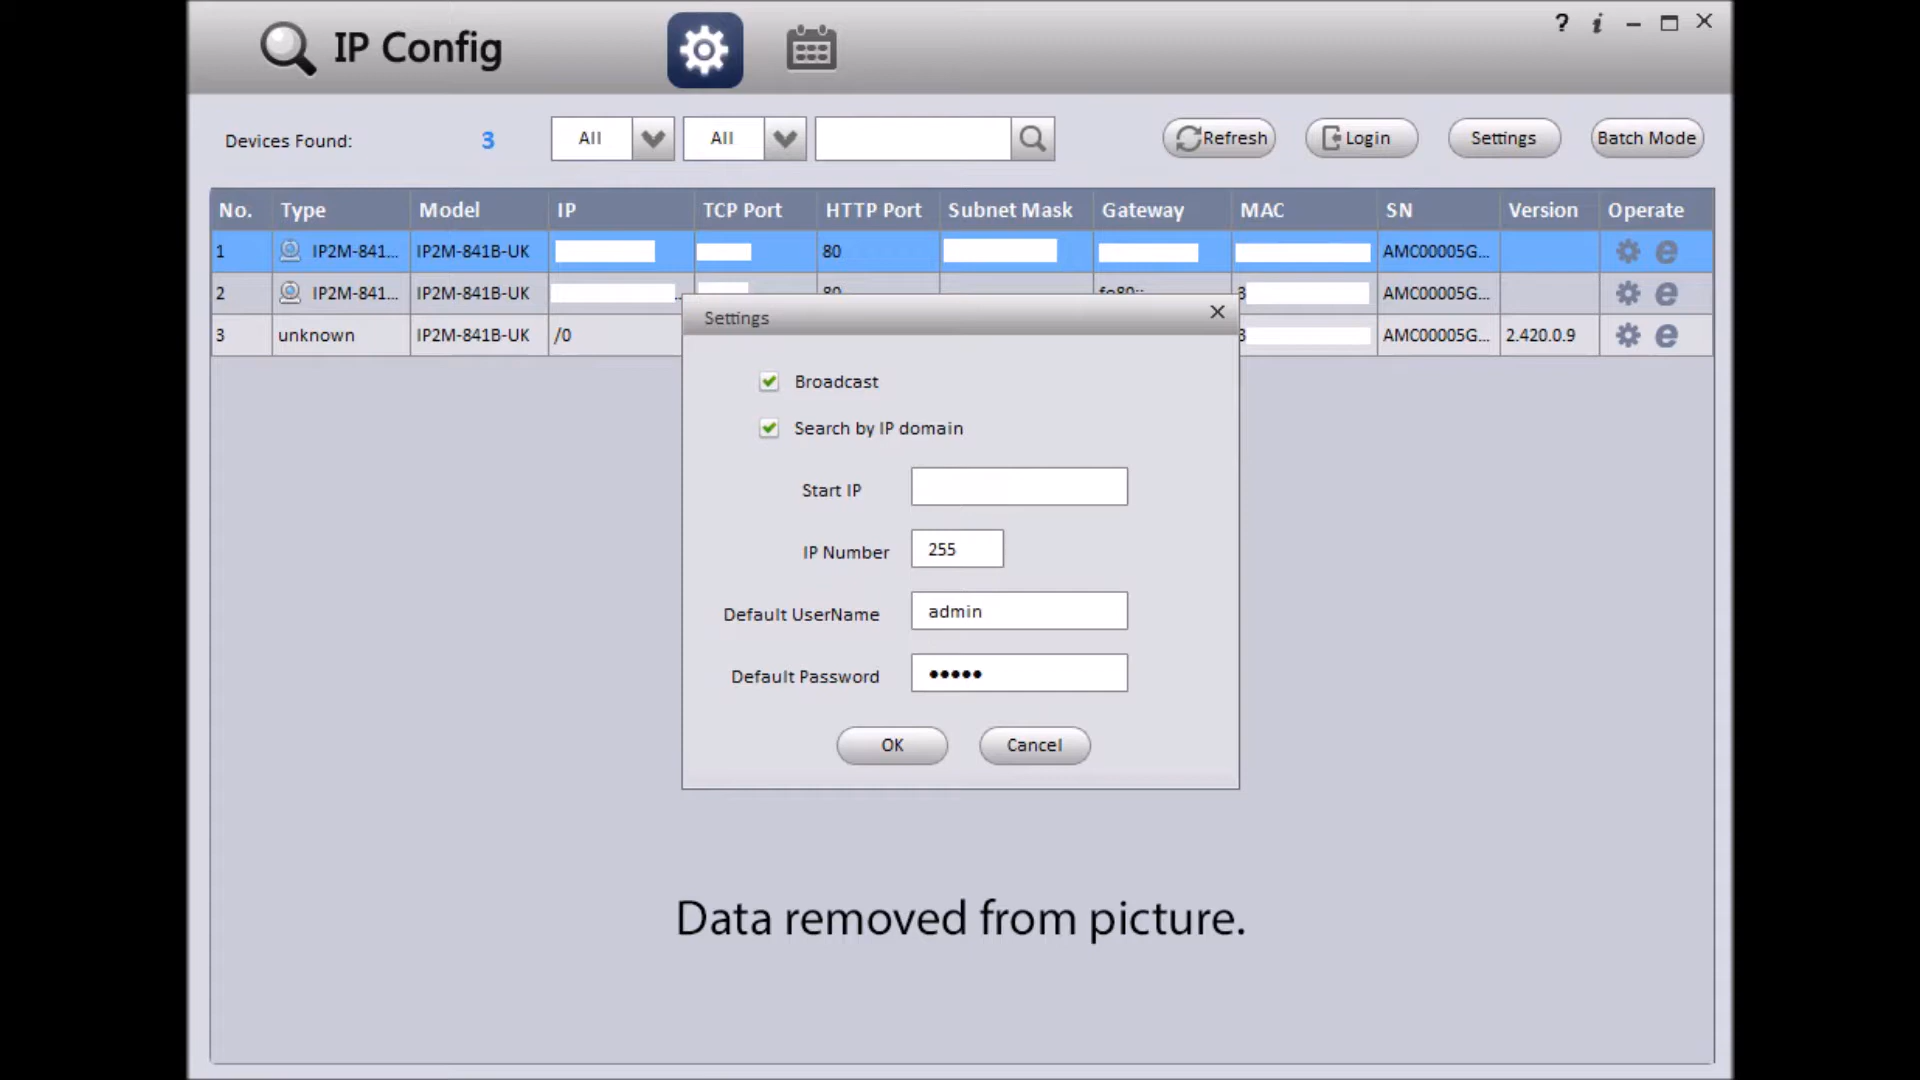 IP Config
? i
Devices Found: 3 All All Refresh Login Settings Batch Mode
No. Type Model IP TCP Port HTTP Port Subnet Mask Gateway MAC SN Version Operate
1 IP2M-841... IP2M-841B-UK 80 AMC00005G...
2 IP2M-841... IP2M-841B-UK ... 80 fe80:: AMC00005G...
3 unknown IP2M-841B-UK /0 AMC00005G... 2.420.0.9
Settings
Broadcast
Search by IP domain
Start IP
IP Number 255
Default UserName admin
Default Password •••••
OK Cancel
Data removed from picture.